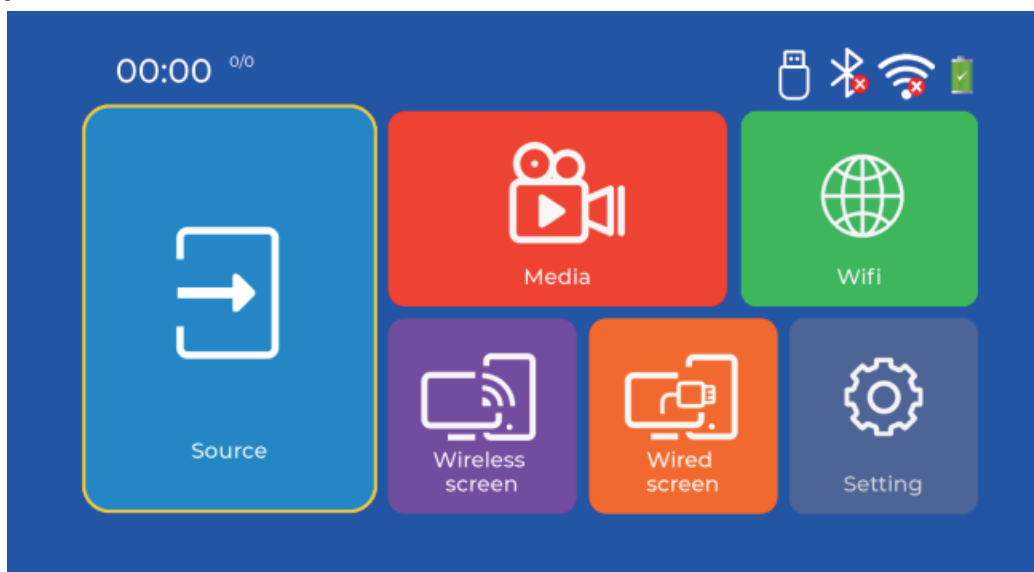 00:00 0/0
Media
Wifi
Source
Wireless
screen
Wired
screen
Setting